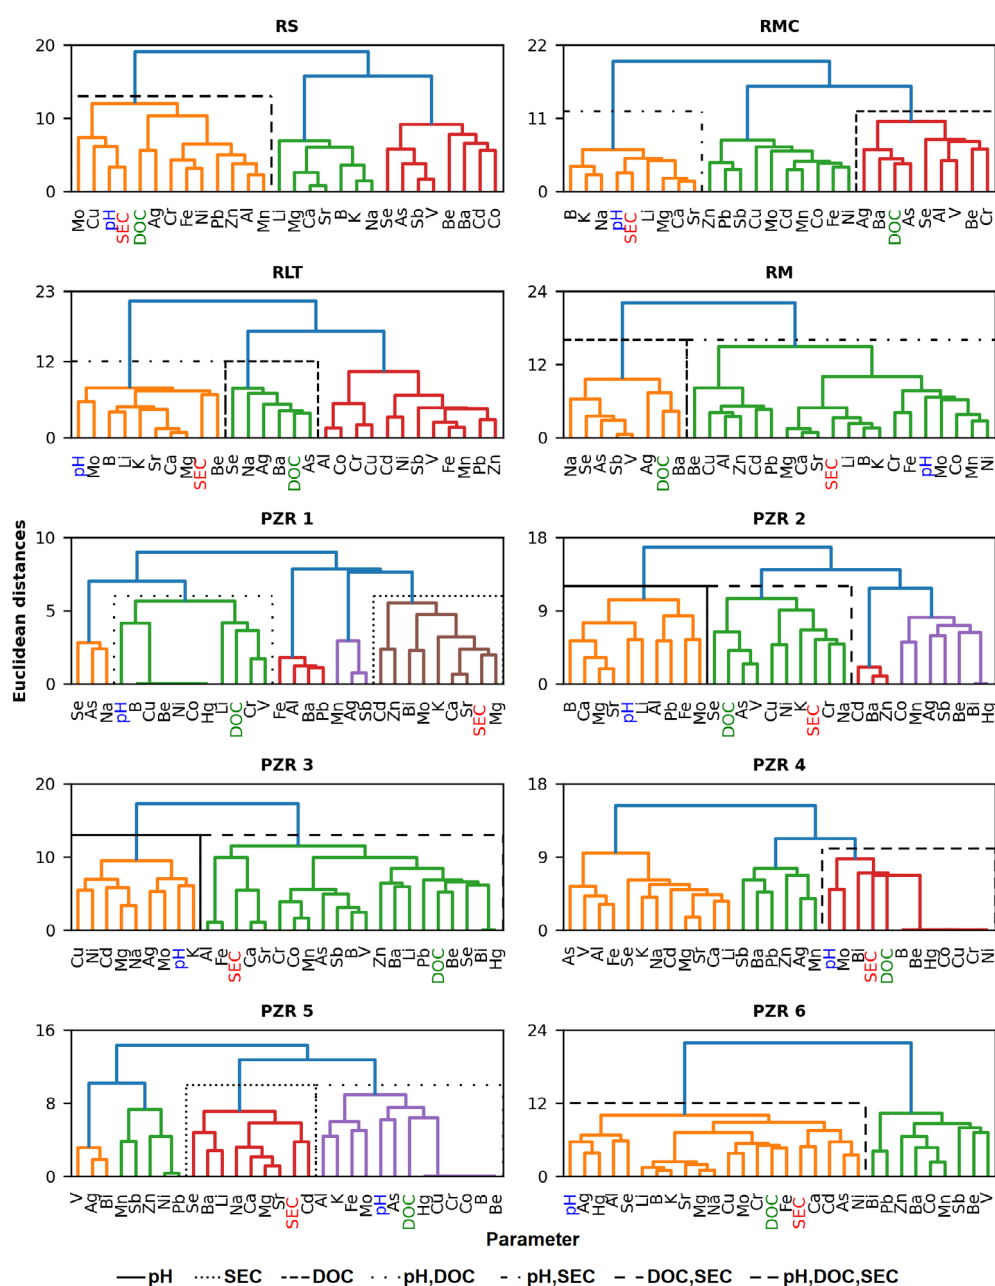 RS
20
10
0
Mo Cu pH SEC DOC Ag Cr Fe Ni Pb Zn Al Mn Li Mg Ca Sr B K Na Se As Sb V Be Ba Cd Co
RMC
22
11
0
B K Na pH SEC Li Mg Ca Sr Zn Pb Sb Cu Mo Cd Mn Co Fe Ni Ag Ba DOC As Se Al V Be Cr
RLT
23
12
0
pH Mo B Li K Sr Ca Mg SEC Be Se Na Ag Ba DOC As Al Co Cr Cu Cd Ni Sb V Fe Mn Pb Zn
RM
24
12
0
Na Se As Sb V Ag DOC Ba Be Cu Al Zn Cd Pb Mg Ca Sr SEC Li B K Cr Fe pH Mo Co Mn Ni
Euclidean distances
PZR 1
10
5
0
Se As Na pH B Cu Be Ni Co Hg Li DOC Cr V Fe Al Ba Pb Mn Ag Sb Cd Zn Bi Mo K Ca Sr SEC Mg
PZR 2
18
9
0
B Ca Mg Sr pH Li Al Pb Fe Mo Se DOC As V Cu Ni K SEC Cr Na Cd Ba Zn Co Mn Ag Sb Be Bi Hg
PZR 3
20
10
0
Cu Ni Cd Mg Na Ag Mo pH K Al Fe SEC Ca Sr Cr Co Mn As Sb B V Zn Ba Li Pb DOC Be Se Bi Hg
PZR 4
18
9
0
As V Al Fe Se K Na Cd Mg Sr Ca Li Sb Ba Pb Zn Ag Mn pH Mo Bi SEC DOC B Be Hg Co Cu Cr Ni
PZR 5
16
8
0
V Ag Bi Mn Sb Zn Ni Pb Se Ba Li Na Ca Mg Sr SEC Cd Al K Fe Mo pH As DOC Hg Cu Co Cr B Be
PZR 6
24
12
0
pH Ag Hg Al Se Li B K Sr Mg Na Cu Mo Cr DOC Fe SEC Ca Cd As Ni Bi Pb Zn Ba Co Mn Sb Be V
Parameter
pH SEC DOC pH,DOC pH,SEC DOC,SEC pH,DOC,SEC